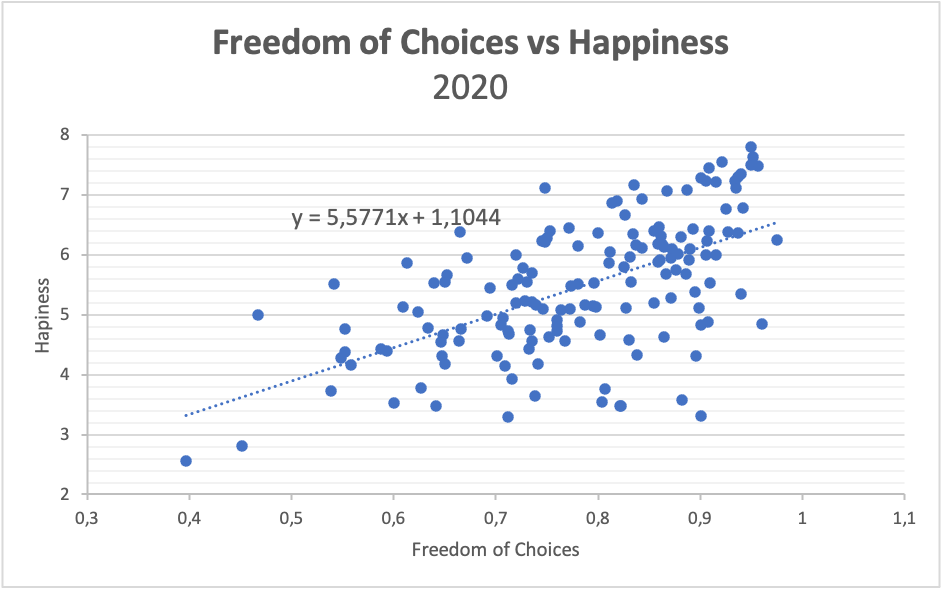 Freedom of Choices vs Happiness
2020
8
7
y = 5,5771x + 1,1044
6
5
4
3
2
Hapiness
0,3 0,4 0,5 0,6 0,7 0,8 0,9 1 1,1
Freedom of Choices